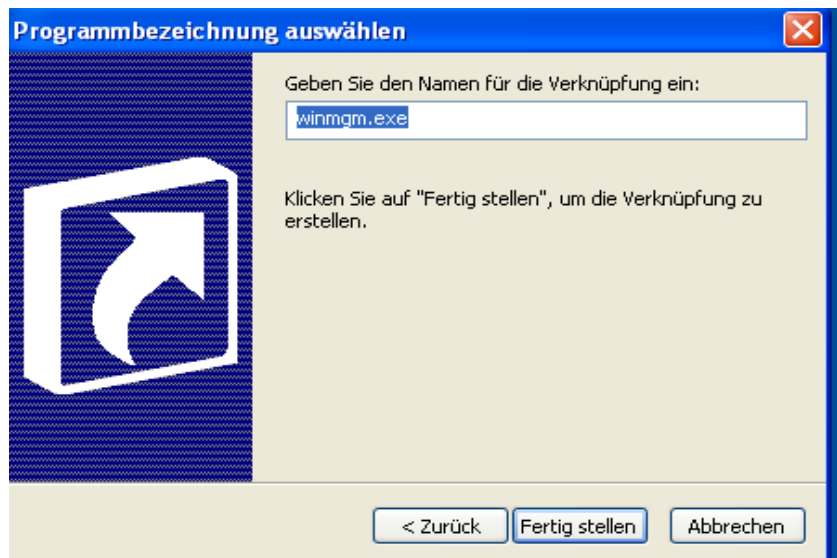 Programmbezeichnung auswählen
Geben Sie den Namen für die Verknüpfung ein:
winmgm.exe
Klicken Sie auf "Fertig stellen", um die Verknüpfung zu
erstellen.
< Zurück Fertig stellen Abbrechen